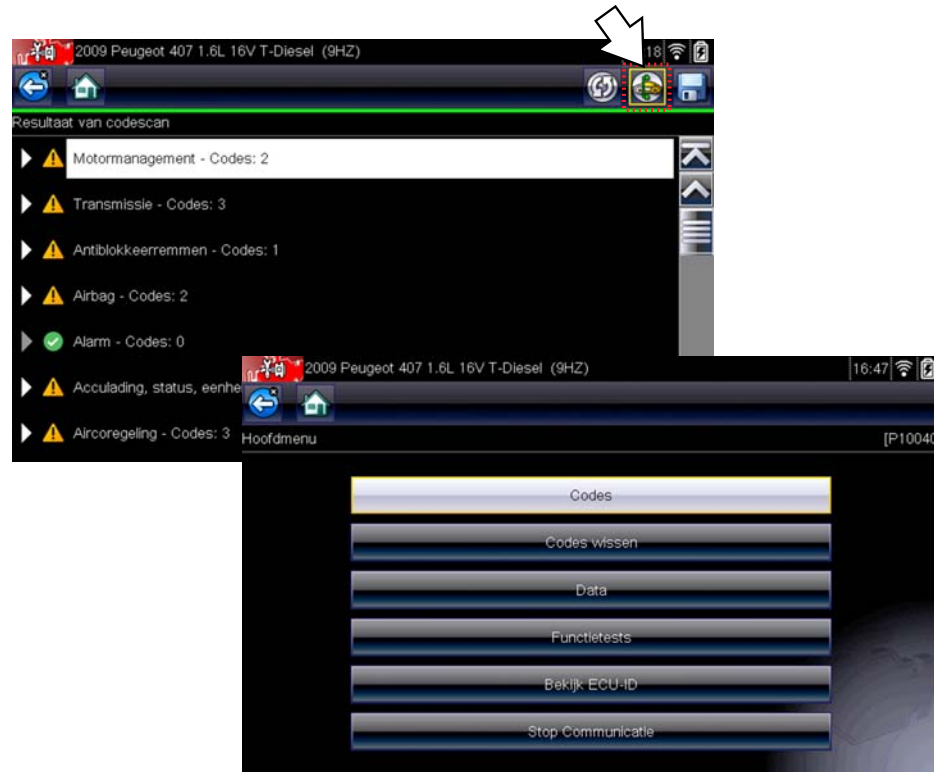 2009 Peugeot 407 1.6L 16V T-Diesel (9HZ)
18
Resultaat van codescan
Motormanagement - Codes: 2
Transmissie - Codes: 3
Antiblokkeerremmen - Codes: 1
Airbag - Codes: 2
Alarm - Codes: 0
Acculading, status,
Aircoregeling - Codes: 3
2009 Peugeot 407 1.6L 16V T-Diesel (9HZ)
16:47
Hoofdmenu
[P10040
Codes
Codes wissen
Data
Functietests
Bekijk ECU-ID
Stop Communicatie